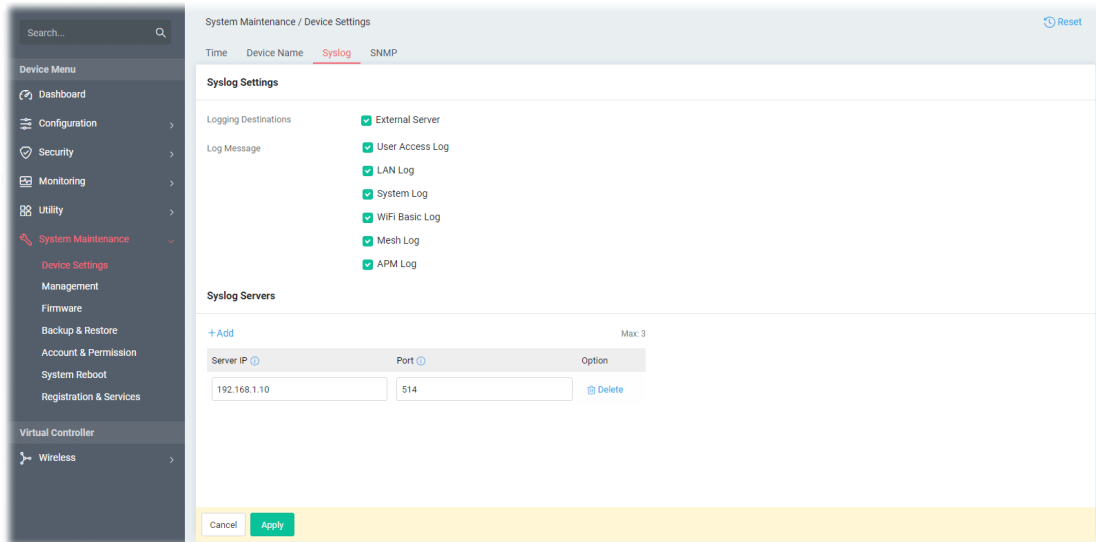 Search...
Device Menu
Dashboard
Configuration
Security
Monitoring
Utility
System Maintenance
Device Settings
Management
Firmware
Backup & Restore
Account & Permission
System Reboot
Registration & Services
Virtual Controller
Wireless
System Maintenance / Device Settings
Reset
Time Device Name Syslog SNMP
Syslog Settings
Logging Destinations External Server
Log Message User Access Log
LAN Log
System Log
WiFi Basic Log
Mesh Log
APM Log
Syslog Servers
+Add Max: 3
Server IP Port Option
192.168.1.10 514 Delete
Cancel Apply